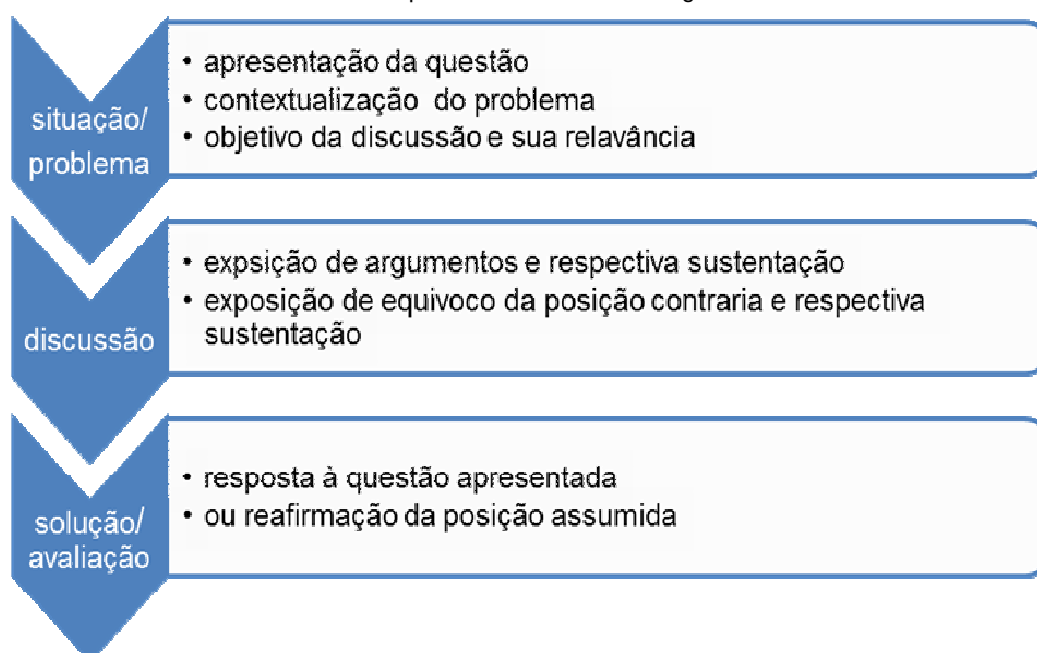 situação/
problema
• apresentação da questão
• contextualização do problema
• objetivo da discussão e sua relavância
discussão
• expsição de argumentos e respectiva sustentação
• exposição de equivoco da posição contraria e respectiva
sustentação
solução/
avaliação
• resposta à questão apresentada
• ou reafirmação da posição assumida